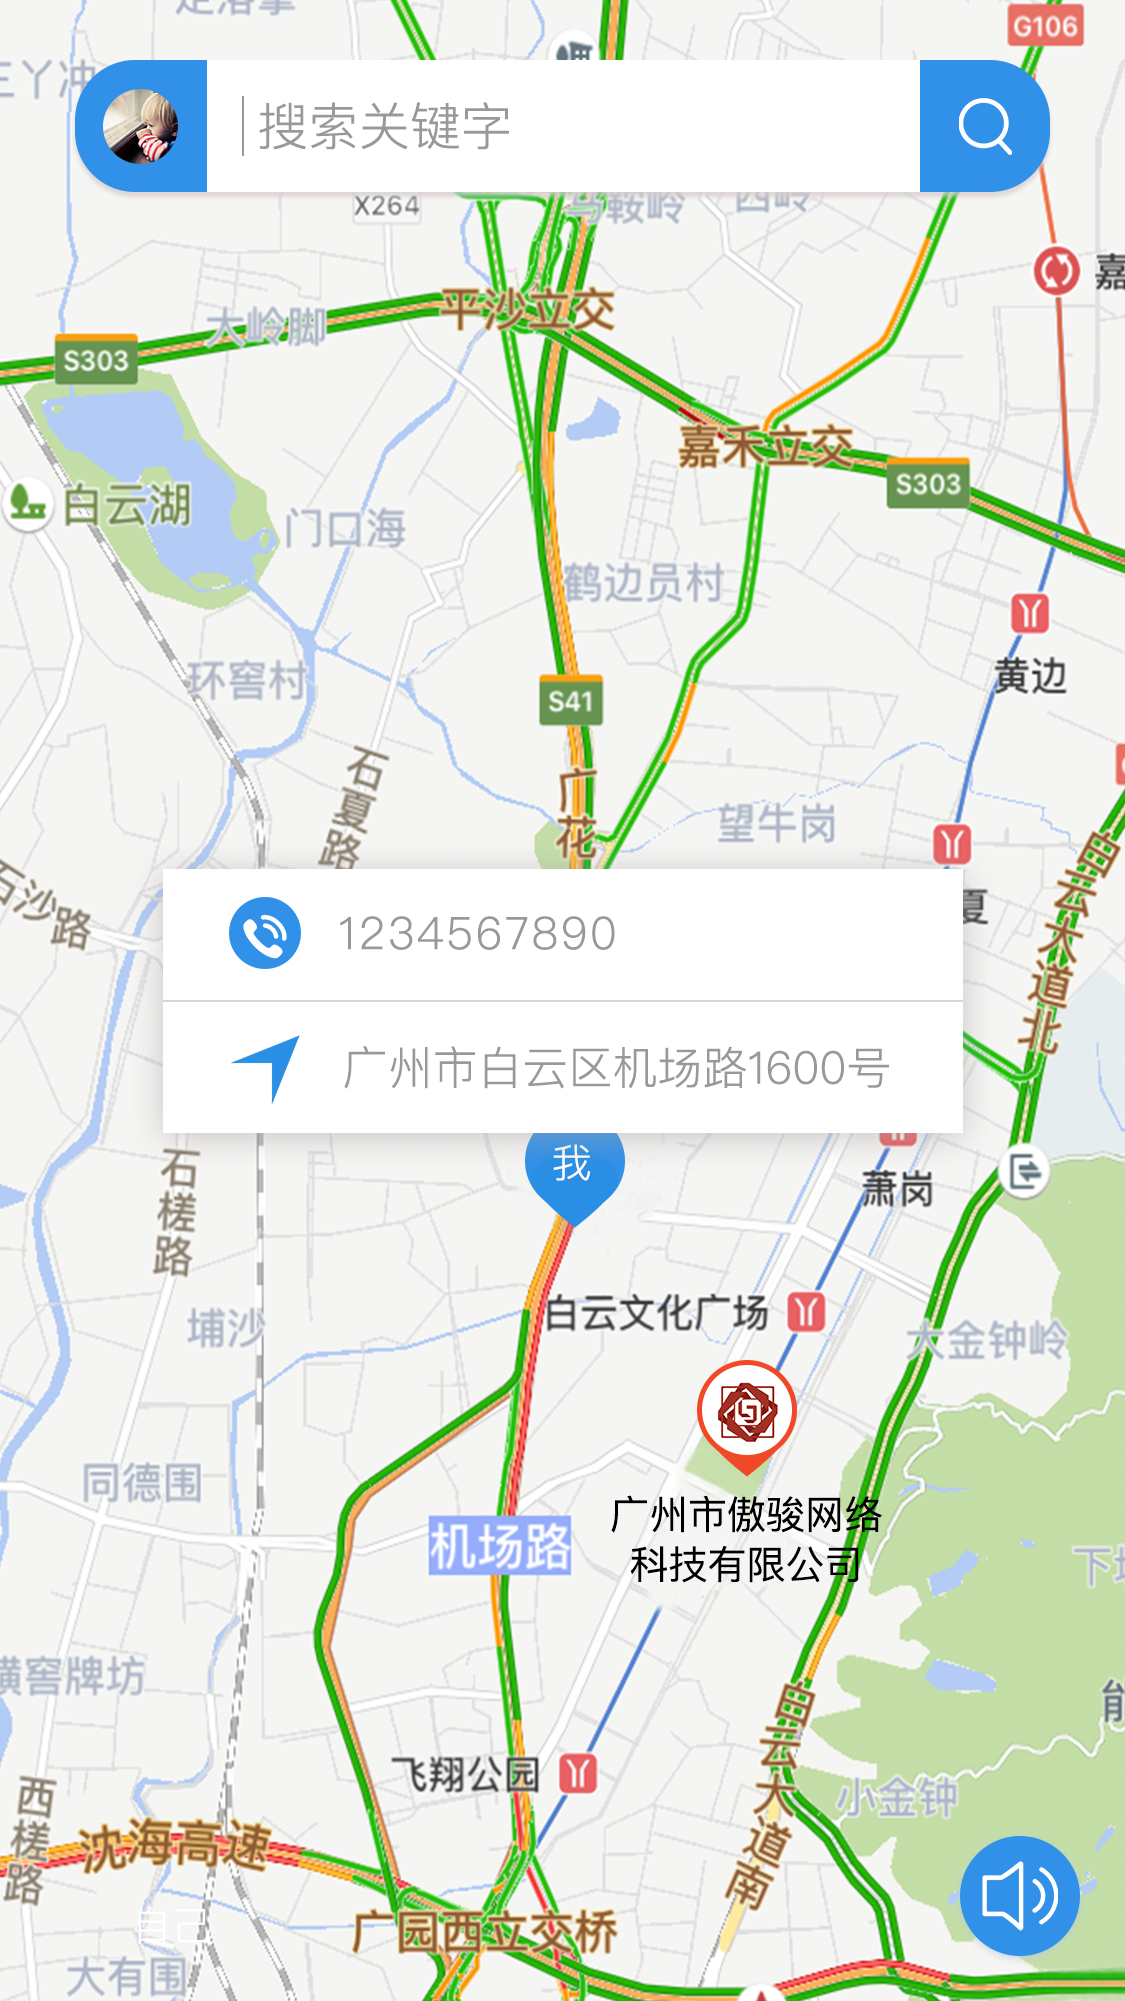 G106
搜索关键字
X264
马鞍岭
西岭
嘉
大岭脚
平沙立交
S303
嘉禾立交
S303
白云湖
门口海
鹤边员村
黄边
环窖村
S41
石夏路
广花
望牛岗
白云大道北
石沙路
夏
1234567890
广州市白云区机场路1600号
我
萧岗
石槎路
白云文化广场
埔沙
大金钟岭
同德围
广州市傲骏网络
科技有限公司
机场路
横窖牌坊
白云大道南
飞翔公园
小金钟
西槎路
沈海高速
广园西立交桥
大有围